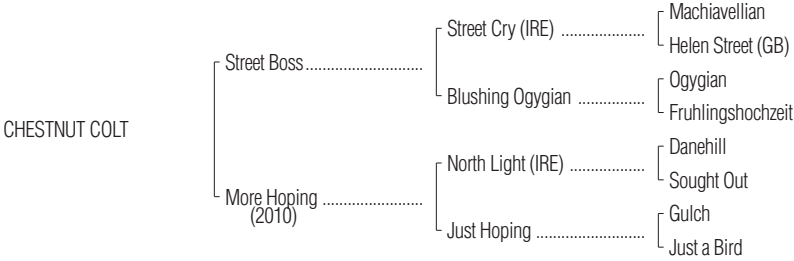 Machiavellian
Street Cry (IRE) ....................
Helen Street (GB)
Street Boss............................
Ogygian
Blushing Ogygian ................
Fruhlingshochzeit
CHESTNUT COLT
Danehill
North Light (IRE) ..................
Sought Out
More Hoping ........................
(2010)
Gulch
Just Hoping ..........................
Just a Bird